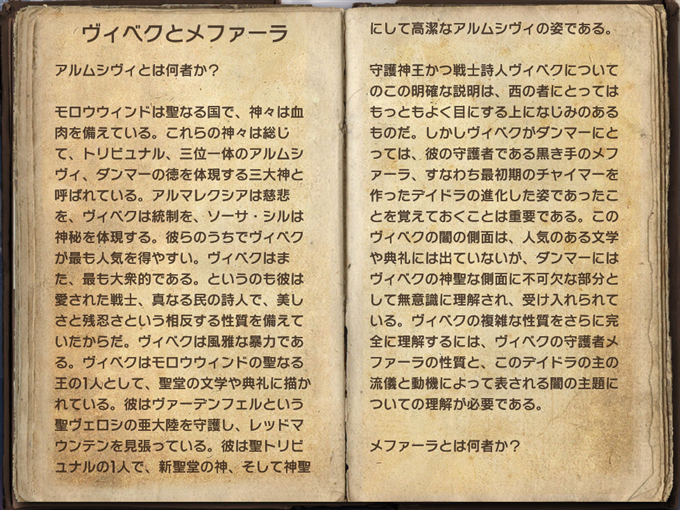 ヴィベクとメファーラ
アルムシヴィとは何者か?
モロウウィンドは聖なる国で、神々は血
肉を備えている。これらの神々は総じ
て、トリビュナル、三位一体のアルムシ
ヴィ、ダンマーの徳を体現する三大神と
呼ばれている。アルマレクシアは慈悲
を、ヴィベクは統制を、ソーサ・シルは
神秘を体現する。彼らのうちでヴィベク
が最も人気を得やすい。ヴィベクはま
た、最も大衆的である。というのも彼は
愛された戦士、真なる民の詩人で、美し
さと残忍さという相反する性質を備えて
いたからだ。ヴィベクは風雅な暴力であ
る。ヴィベクはモロウウィンドの聖なる
王の1人として、聖堂の文学や典礼に描か
れている。彼はヴァーデンフェルという
聖ヴェロシの亜大陸を守護し、レッドマ
ウンテンを見張っている。彼は聖トリビ
ュナルの1人で、新聖堂の神、そして神聖
にして高潔なアルムシヴィの姿である。
守護神王かつ戦士詩人ヴィベクについて
のこの明確な説明は、西の者にとっては
もっともよく目にする上になじみのある
ものだ。しかしヴィベクがダンマーにと
っては、彼の守護者である黒き手のメフ
ァーラ、すなわち最初期のチャイマーを
作ったデイドラの進化した姿であったこ
とを覚えておくことは重要である。この
ヴィベクの闇の側面は、人気のある文学
や典礼には出ていないが、ダンマーには
ヴィベクの神聖な側面に不可欠な部分と
して無意識に理解され、受け入れられて
いる。ヴィベクの複雑な性質をさらに完
全に理解するには、ヴィベクの守護者メ
ファーラの性質と、このデイドラの主の
流儀と動機によって表される闇の主題に
ついての理解が必要である。
メファーラとは何者か?